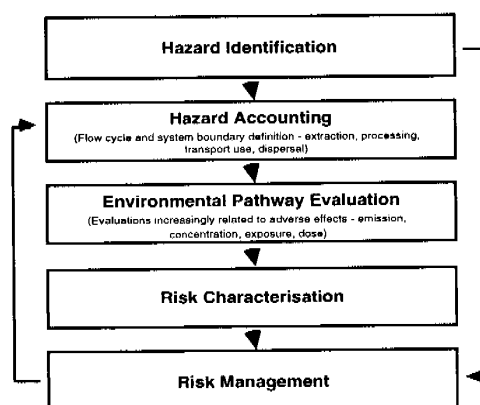 Hazard Identification
Hazard Accounting
(Flow cycle and system boundary definition - extraction, processing,
transport use, dispersal)
Environmental Pathway Evaluation
(Evaluations increasingly related to adverse effects - emission,
concentration, exposure, dose)
Risk Characterisation
Risk Management